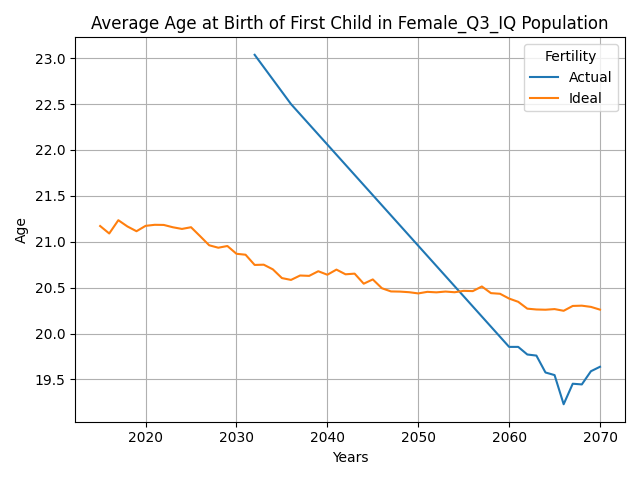 Average Age at Birth of First Child in Female_Q3_IQ Population
Fertility
Actual
Ideal
Age
23.0
22.5
22.0
21.5
21.0
20.5
20.0
19.5
2020 2030 2040 2050 2060 2070
Years